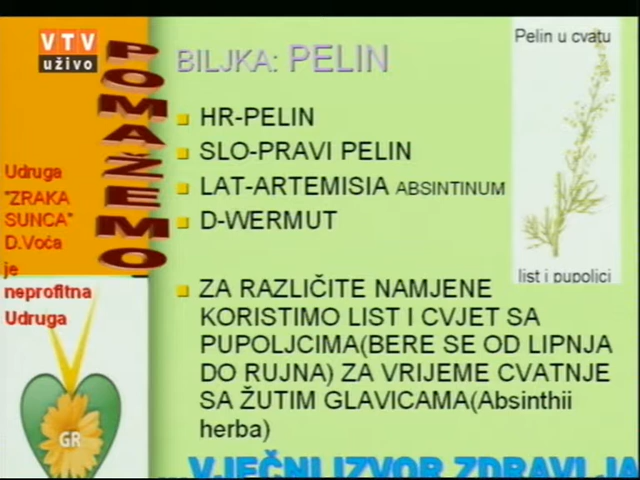 VTV
uživo
POMAŽEMO
Udruga
"ZRAKA
SUNCA"
D.Voća
je
neprofitna
Udruga
GR
BILJKA: PELIN
HR-PELIN
SLO-PRAVI PELIN
LAT-ARTEMISIA ABSINTINUM
D-WERMUT
ZA RAZLIČITE NAMJENE
KORISTIMO LIST I CVJET SA
PUPOLJCIMA(BERE SE OD LIPNJA
DO RUJNA) ZA VRIJEME CVATNJE
SA ŽUTIM GLAVICAMA(Absinthii
herba)
Pelin u cvatu
list i pupoljci
VJEČNI IZVOR ZDRAVLJA